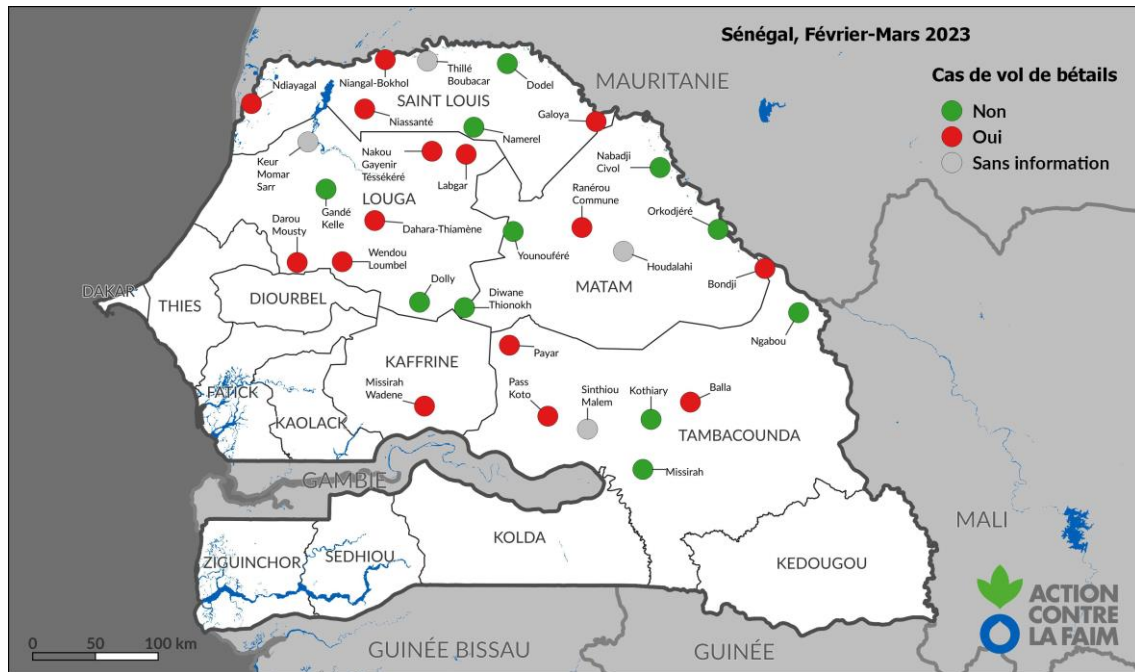 Sénégal, Février-Mars 2023
Cas de vol de bétails
Non
Oui
Sans information
MAURITANIE
Ndiayagal
Niangal-Bokhol
Thillé
Boubacar
Dodel
SAINT LOUIS
Niassanté
Namerel
Galoya
Keur
Momar
Sarr
Nakou
Gayenir
Téssékéré
Labgar
Nabadji
Civol
LOUGA
Gandé
Kelle
Ranérou
Commune
Orkodjéré
Darou
Mousty
Dahara-Thiamène
Wendou
Loumbel
Younouféré
Houdalahi
Bondji
MATAM
DAKAR
THIES
DIOURBEL
Dolly
Diwane
Thionokh
Ngabou
KAFFRINE
Payar
FATICK
KAOLACK
Missirah
Wadene
Pass
Koto
Sinthiou
Malem
Kothiary
Balla
TAMBACOUNDA
Missirah
GAMBIE
MALI
ZIGUINCHOR
SEDHIOU
KOLDA
KEDOUGOU
GUINÉE BISSAU
GUINÉE
0 50 100 km
ACTION
CONTRE
LA FAIM